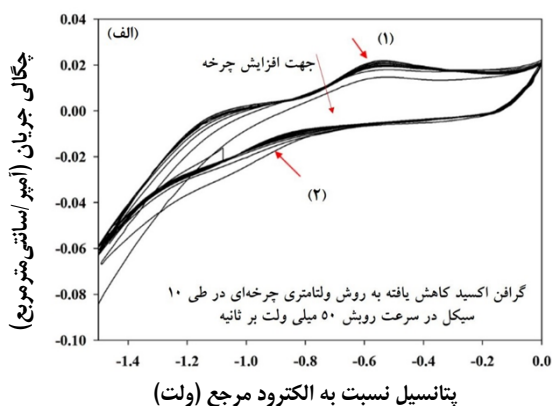 (الف)
(۱)
جهت افزایش چرخه
(۲)
گرافن اکسید کاهش یافته به روش ولتامتری چرخه‌ای در طی ۱۰
سیکل در سرعت روبش ۵۰ میلی ولت بر ثانیه
چگالی جریان (آمپر/سانتی‌مترمربع)
0.04
0.02
0.00
-0.02
-0.04
-0.06
-0.08
-0.10
-1.4 -1.2 -1.0 -0.8 -0.6 -0.4 -0.2 0.0
پتانسیل نسبت به الکترود مرجع (ولت)